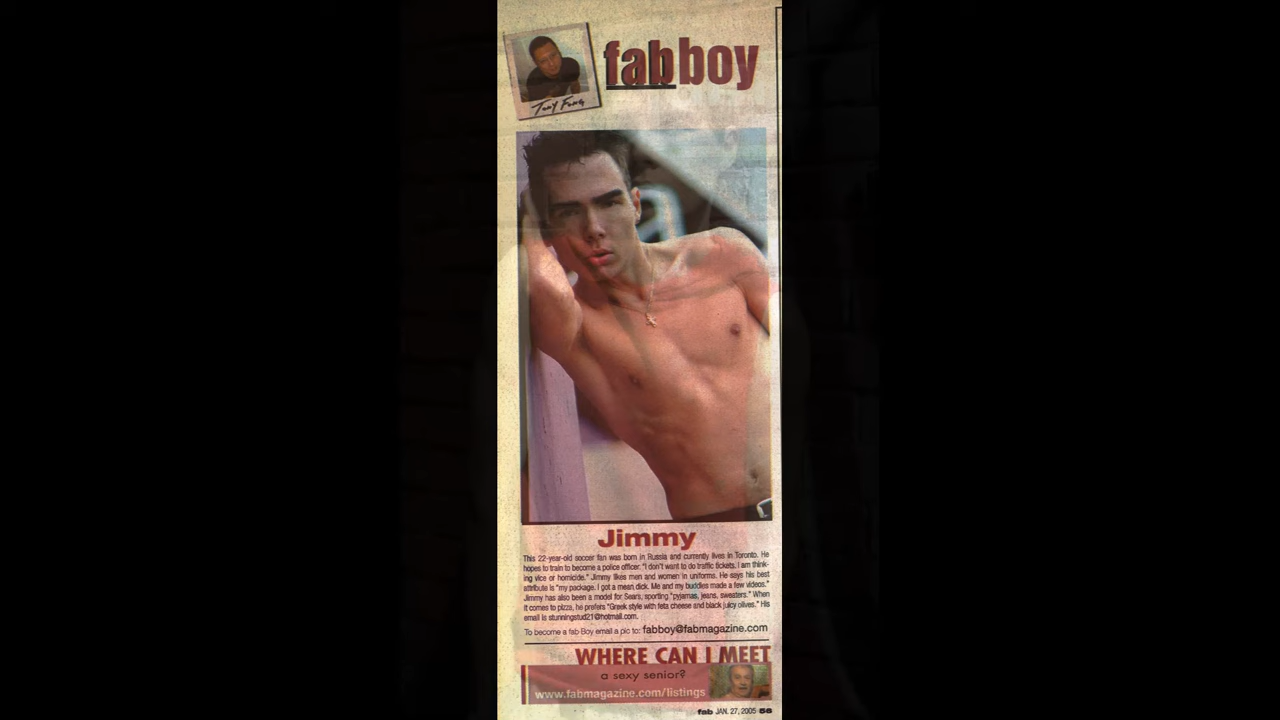 Tony Fong
fabboy
a
Jimmy
This 22-year-old soccer fan was born in Russia and currently lives in Toronto. He
hopes to train to become a police officer. "I don't want to do traffic tickets. I am think-
ing vice or homicide." Jimmy likes men and women in uniforms. He says his best
attribute is "my package. I got a mean dick. Me and my buddies made a few videos."
Jimmy has also been a model for Sears, sporting "pyjamas, jeans, sweaters." When
it comes to pizza, he prefers "Greek style with feta cheese and black juicy olives." His
email is stunningstud21@hotmail.com.
To become a fab Boy email a pic to: fabboy@fabmagazine.com
WHERE CAN I MEET
a sexy senior?
www.fabmagazine.com/listings
fab JAN. 27, 2005 58